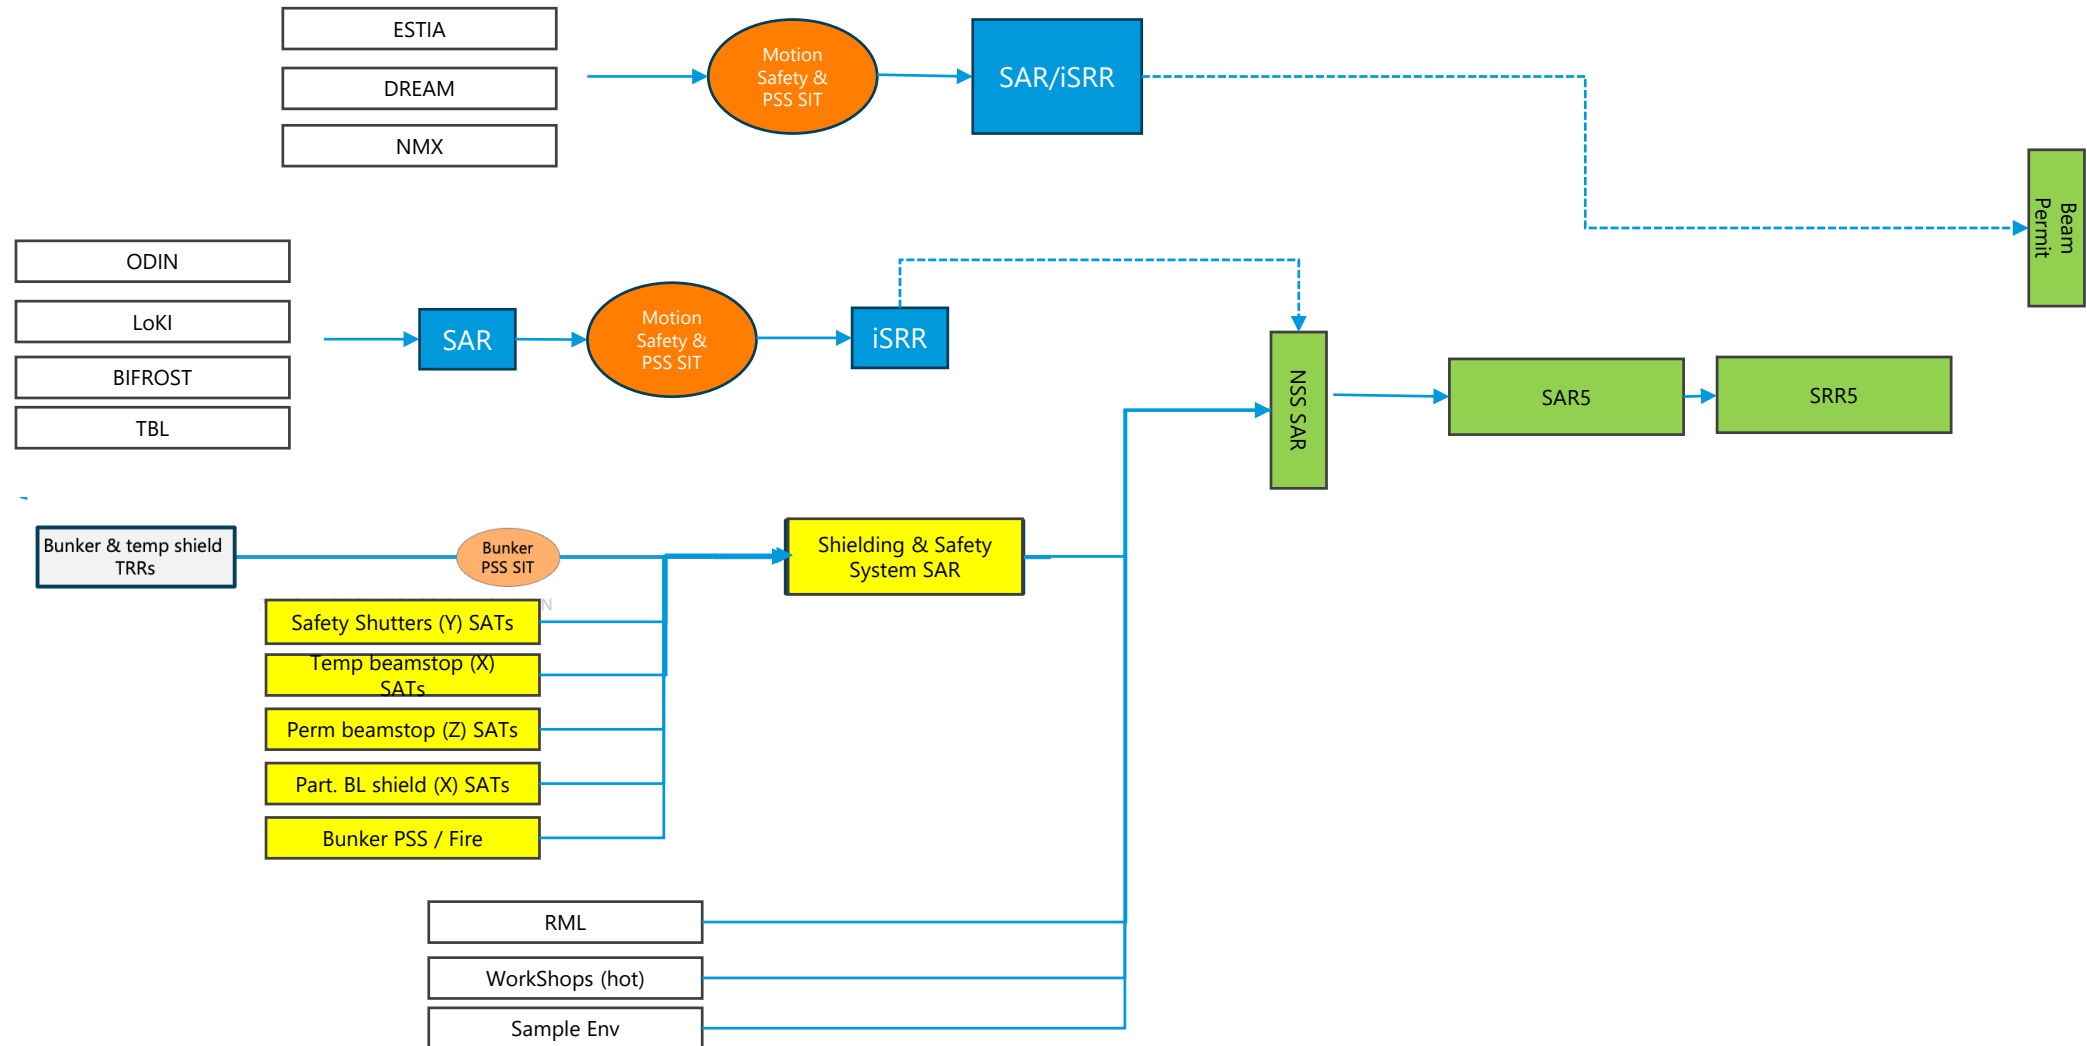 ESTIA
DREAM
NMX
Motion
Safety &
PSS SIT
SAR/iSRR
Beam
Permit
ODIN
LoKI
BIFROST
TBL
SAR
Motion
Safety &
PSS SIT
iSRR
NSS SAR
SAR5
SRR5
Bunker & temp shield
TRRs
Bunker
PSS SIT
Shielding & Safety
System SAR
Safety Shutters (Y) SATs
Temp beamstop (X)
SATs
Perm beamstop (Z) SATs
Part. BL shield (X) SATs
Bunker PSS / Fire
RML
WorkShops (hot)
Sample Env